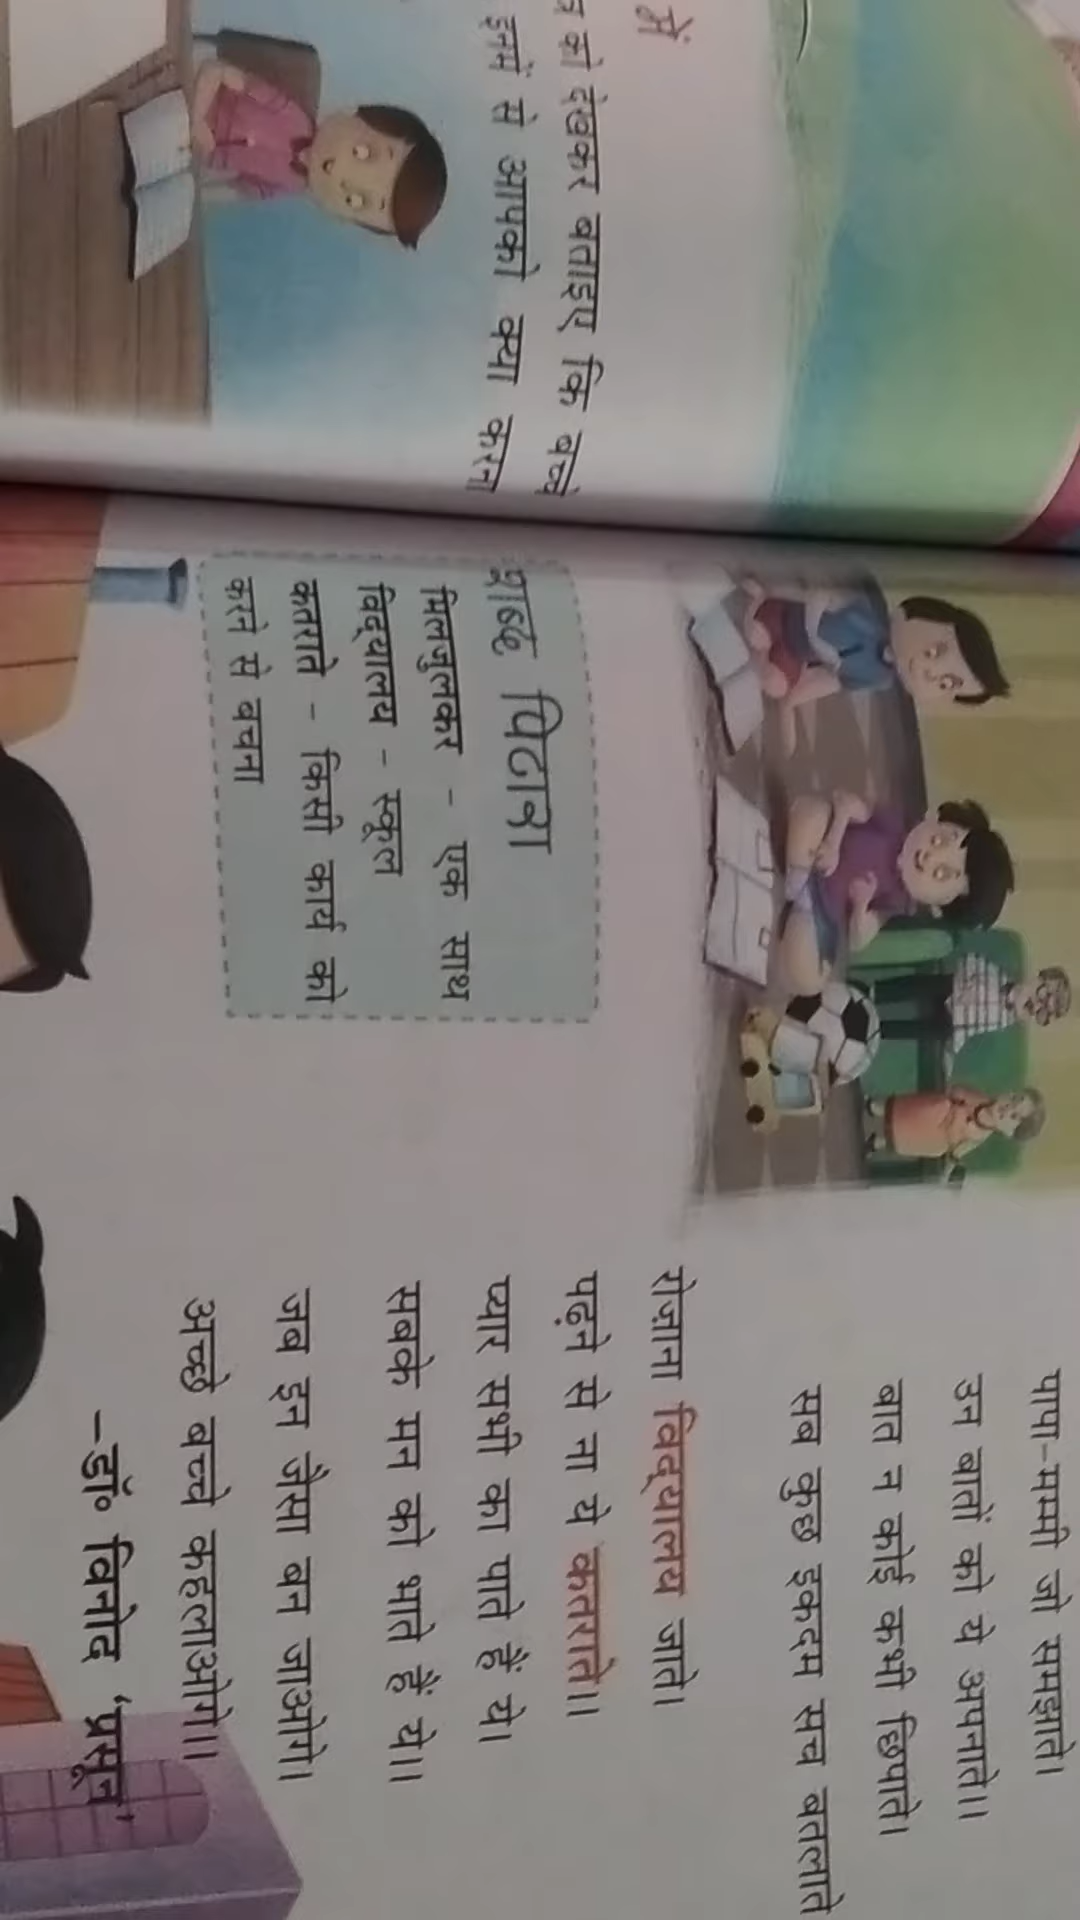 में
को देखकर बताइए कि बच्चे
इनमें से आपको क्या करना
पापा-मम्मी जो समझाते।
उन बातों को ये अपनाते।।
बात न कोई कभी छिपाते।
सब कुछ इकदम सच बतलाते
रोज़ाना विद्यालय जाते।
पढ़ने से ना ये कतराते।।
प्यार सभी का पाते हैं ये।
सबके मन को भाते हैं ये।।
जब इन जैसा बन जाओगे।
अच्छे बच्चे कहलाओगे।।
–डॉ० विनोद ‘प्रसून’
शब्द पिटारा
मिलजुलकर - एक साथ
विद्यालय - स्कूल
कतराते - किसी कार्य को
करने से बचना